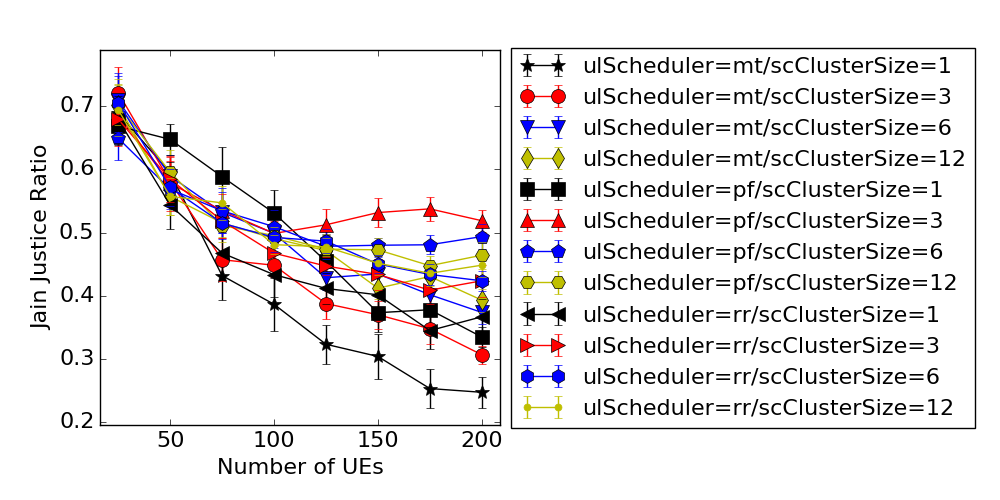 Jain Justice Ratio
0.7
0.6
0.5
0.4
0.3
0.2
50
100
150
200
Number of UEs
ulScheduler=mt/scClusterSize=1
ulScheduler=mt/scClusterSize=3
ulScheduler=mt/scClusterSize=6
ulScheduler=mt/scClusterSize=12
ulScheduler=pf/scClusterSize=1
ulScheduler=pf/scClusterSize=3
ulScheduler=pf/scClusterSize=6
ulScheduler=pf/scClusterSize=12
ulScheduler=rr/scClusterSize=1
ulScheduler=rr/scClusterSize=3
ulScheduler=rr/scClusterSize=6
ulScheduler=rr/scClusterSize=12